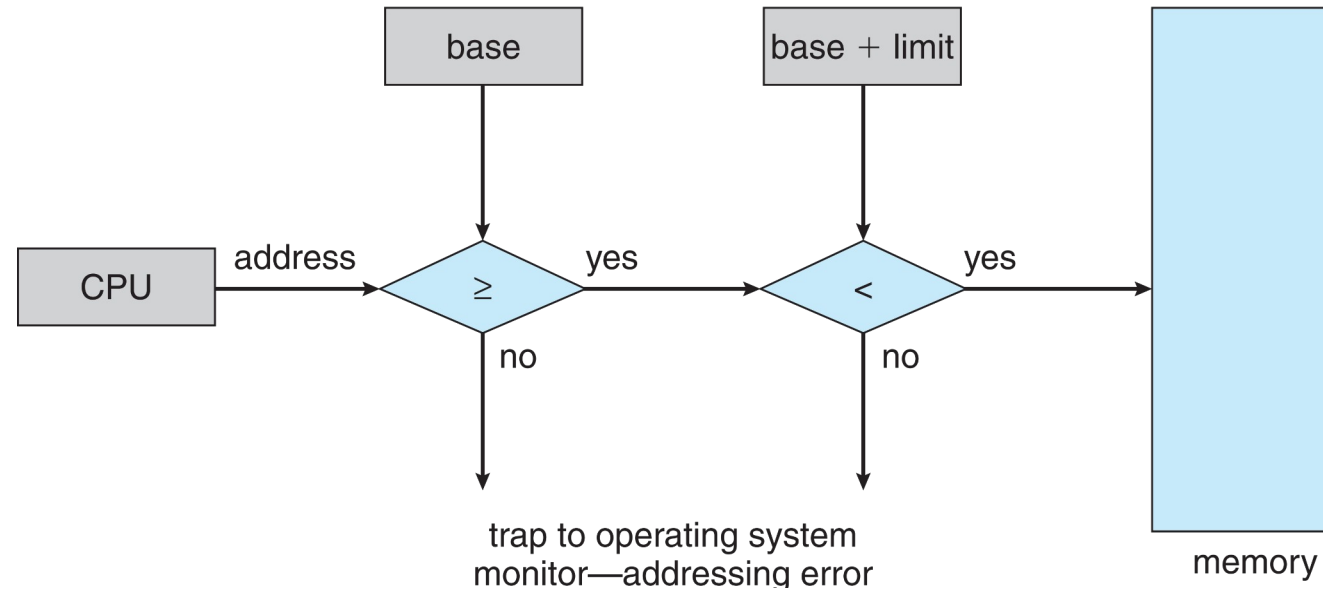 base
base + limit
CPU
address
≥
yes
<
yes
no
no
trap to operating system
monitor—addressing error
memory